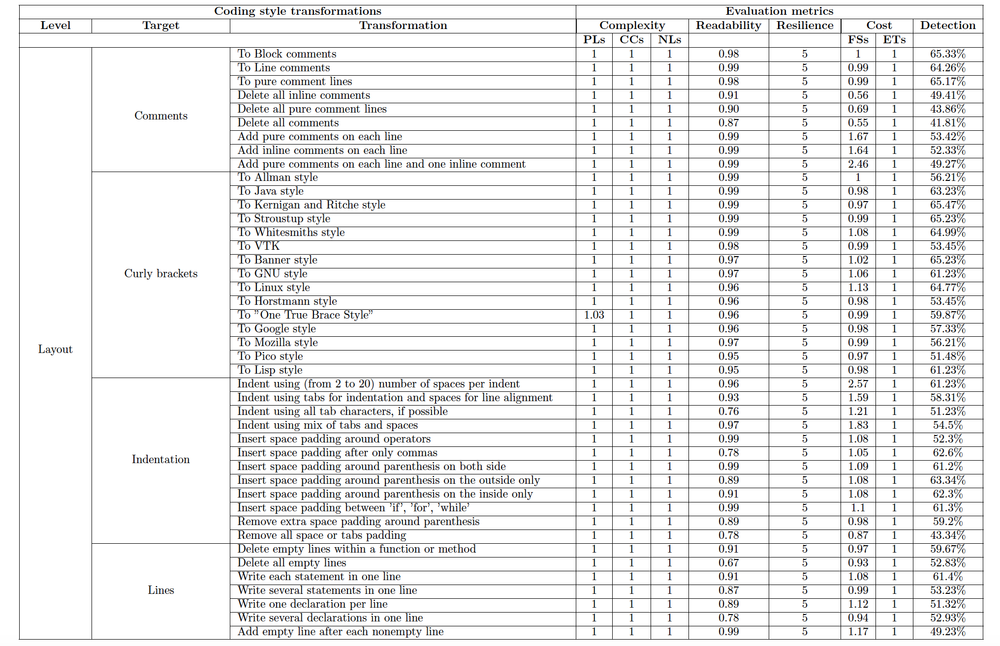 Coding style transformations Evaluation metrics
Level Target Transformation Complexity Readability Resilience Cost Detection
PLs CCs NLs FSs ETs
Layout
Comments
To Block comments 1 1 1 0.98 5 1 1 65.33%
To Line comments 1 1 1 0.99 5 0.99 1 64.26%
To pure comment lines 1 1 1 0.98 5 0.99 1 65.17%
Delete all inline comments 1 1 1 0.91 5 0.56 1 49.41%
Delete all pure comment lines 1 1 1 0.90 5 0.69 1 43.86%
Delete all comments 1 1 1 0.87 5 0.55 1 41.81%
Add pure comments on each line 1 1 1 0.99 5 1.67 1 53.42%
Add inline comments on each line 1 1 1 0.99 5 1.64 1 52.33%
Add pure comments on each line and one inline comment 1 1 1 0.99 5 2.46 1 49.27%
Curly brackets
To Allman style 1 1 1 0.99 5 1 1 56.21%
To Java style 1 1 1 0.99 5 0.98 1 63.23%
To Kernigan and Ritche style 1 1 1 0.99 5 0.97 1 65.47%
To Stroustup style 1 1 1 0.99 5 0.99 1 65.23%
To Whitesmiths style 1 1 1 0.99 5 1.08 1 64.99%
To VTK 1 1 1 0.98 5 0.99 1 53.45%
To Banner style 1 1 1 0.97 5 1.02 1 65.23%
To GNU style 1 1 1 0.97 5 1.06 1 61.23%
To Linux style 1 1 1 0.96 5 1.13 1 64.77%
To Horstmann style 1 1 1 0.96 5 0.98 1 53.45%
To ”One True Brace Style” 1.03 1 1 0.96 5 0.99 1 59.87%
To Google style 1 1 1 0.96 5 0.98 1 57.33%
To Mozilla style 1 1 1 0.97 5 0.99 1 56.21%
To Pico style 1 1 1 0.95 5 0.97 1 51.48%
To Lisp style 1 1 1 0.95 5 0.98 1 61.23%
Indentation
Indent using (from 2 to 20) number of spaces per indent 1 1 1 0.96 5 2.57 1 61.23%
Indent using tabs for indentation and spaces for line alignment 1 1 1 0.93 5 1.59 1 58.31%
Indent using all tab characters, if possible 1 1 1 0.76 5 1.21 1 51.23%
Indent using mix of tabs and spaces 1 1 1 0.97 5 1.83 1 54.5%
Insert space padding around operators 1 1 1 0.99 5 1.08 1 52.3%
Insert space padding after only commas 1 1 1 0.78 5 1.05 1 62.6%
Insert space padding around parenthesis on both side 1 1 1 0.99 5 1.09 1 61.2%
Insert space padding around parenthesis on the outside only 1 1 1 0.89 5 1.08 1 63.34%
Insert space padding around parenthesis on the inside only 1 1 1 0.91 5 1.08 1 62.3%
Insert space padding between ’if’, ’for’, ’while’ 1 1 1 0.99 5 1.1 1 61.3%
Remove extra space padding around parenthesis 1 1 1 0.89 5 0.98 1 59.2%
Remove all space or tabs padding 1 1 1 0.78 5 0.87 1 43.34%
Lines
Delete empty lines within a function or method 1 1 1 0.91 5 0.97 1 59.67%
Delete all empty lines 1 1 1 0.67 5 0.93 1 52.83%
Write each statement in one line 1 1 1 0.91 5 1.08 1 61.4%
Write several statements in one line 1 1 1 0.87 5 0.99 1 53.23%
Write one declaration per line 1 1 1 0.89 5 1.12 1 51.32%
Write several declarations in one line 1 1 1 0.78 5 0.94 1 52.93%
Add empty line after each nonempty line 1 1 1 0.99 5 1.17 1 49.23%